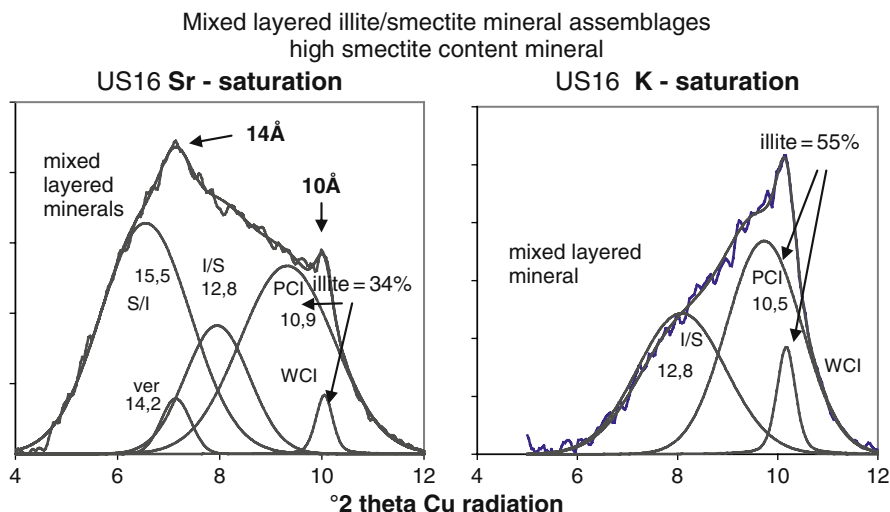 Mixed layered illite/smectite mineral assemblages
high smectite content mineral
US16 Sr - saturation
14Å
mixed
layered
minerals
10Å
15,5
S/I
I/S
12,8
PCI
illite = 34%
10,9
ver
14,2
WCI
4
6
8
10
12
US16 K - saturation
illite = 55%
mixed layered
mineral
PCI
10,5
I/S
12,8
WCI
4
6
8
10
12
°2 theta Cu radiation